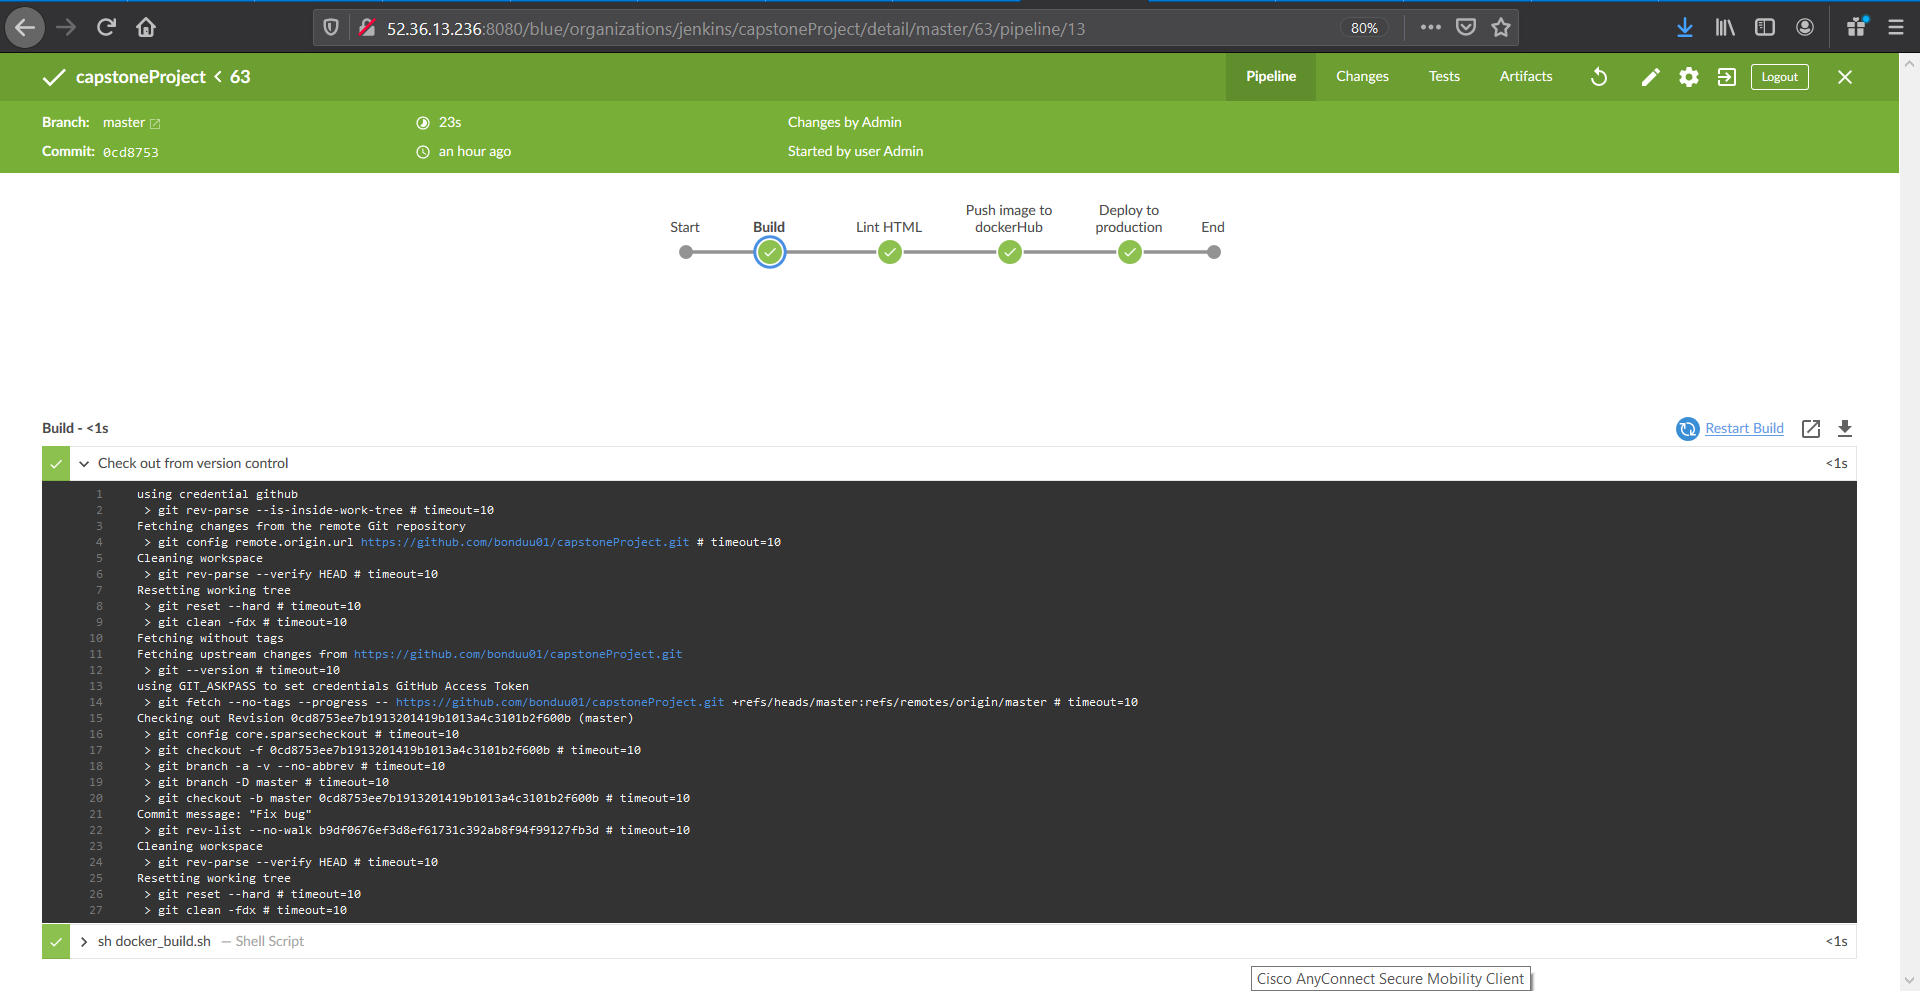 52.36.13.236:8080/blue/organizations/jenkins/capstoneProject/detail/master/63/pipeline/13
80%
capstoneProject < 63
Pipeline
Changes
Tests
Artifacts
Logout
Branch: master
23s
Changes by Admin
Commit: 0cd8753
an hour ago
Started by user Admin
Start
Build
Lint HTML
Push image to
dockerHub
Deploy to
production
End
Build - <1s
Restart Build
Check out from version control
<1s
1 using credential github
2 > git rev-parse --is-inside-work-tree # timeout=10
3 Fetching changes from the remote Git repository
4 > git config remote.origin.url https://github.com/bonduu01/capstoneProject.git # timeout=10
5 Cleaning workspace
6 > git rev-parse --verify HEAD # timeout=10
7 Resetting working tree
8 > git reset --hard # timeout=10
9 > git clean -fdx # timeout=10
10 Fetching without tags
11 Fetching upstream changes from https://github.com/bonduu01/capstoneProject.git
12 > git --version # timeout=10
13 using GIT_ASKPASS to set credentials GitHub Access Token
14 > git fetch --no-tags --progress -- https://github.com/bonduu01/capstoneProject.git +refs/heads/master:refs/remotes/origin/master # timeout=10
15 Checking out Revision 0cd8753ee7b1913201419b1013a4c3101b2f600b (master)
16 > git config core.sparsecheckout # timeout=10
17 > git checkout -f 0cd8753ee7b1913201419b1013a4c3101b2f600b # timeout=10
18 > git branch -a -v --no-abbrev # timeout=10
19 > git branch -D master # timeout=10
20 > git checkout -b master 0cd8753ee7b1913201419b1013a4c3101b2f600b # timeout=10
21 Commit message: "Fix bug"
22 > git rev-list --no-walk b9df0676ef3d8ef61731c392ab8f94f99127fb3d # timeout=10
23 Cleaning workspace
24 > git rev-parse --verify HEAD # timeout=10
25 Resetting working tree
26 > git reset --hard # timeout=10
27 > git clean -fdx # timeout=10
sh docker_build.sh — Shell Script
<1s
Cisco AnyConnect Secure Mobility Client